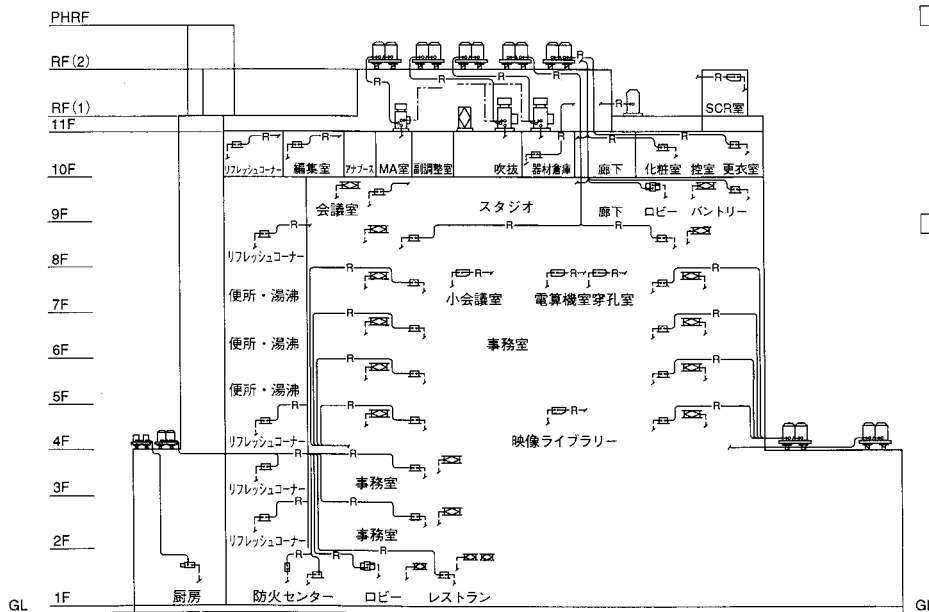 PHRF
RF(2)
R
RF(1)
R
SCR室
R R R R
11F
R R R R
リフレッシュコーナー 編集室 アナブース MA室 副調整室 吹抜 器材倉庫 廊下 化粧室 控室 更衣室
10F
会議室 スタジオ 廊下 ロビー パントリー
9F
R R R
リフレッシュコーナー
8F
R R R R R
便所・湯沸 小会議室 電算機室 穿孔室
7F
R R
便所・湯沸 事務室
6F
R R
便所・湯沸
5F
R R R R
リフレッシュコーナー 映像ライブラリー
4F
R R
リフレッシュコーナー 事務室
3F
R R
リフレッシュコーナー 事務室
2F
R R R
厨房 防火センター ロビー レストラン
GL 1F GL